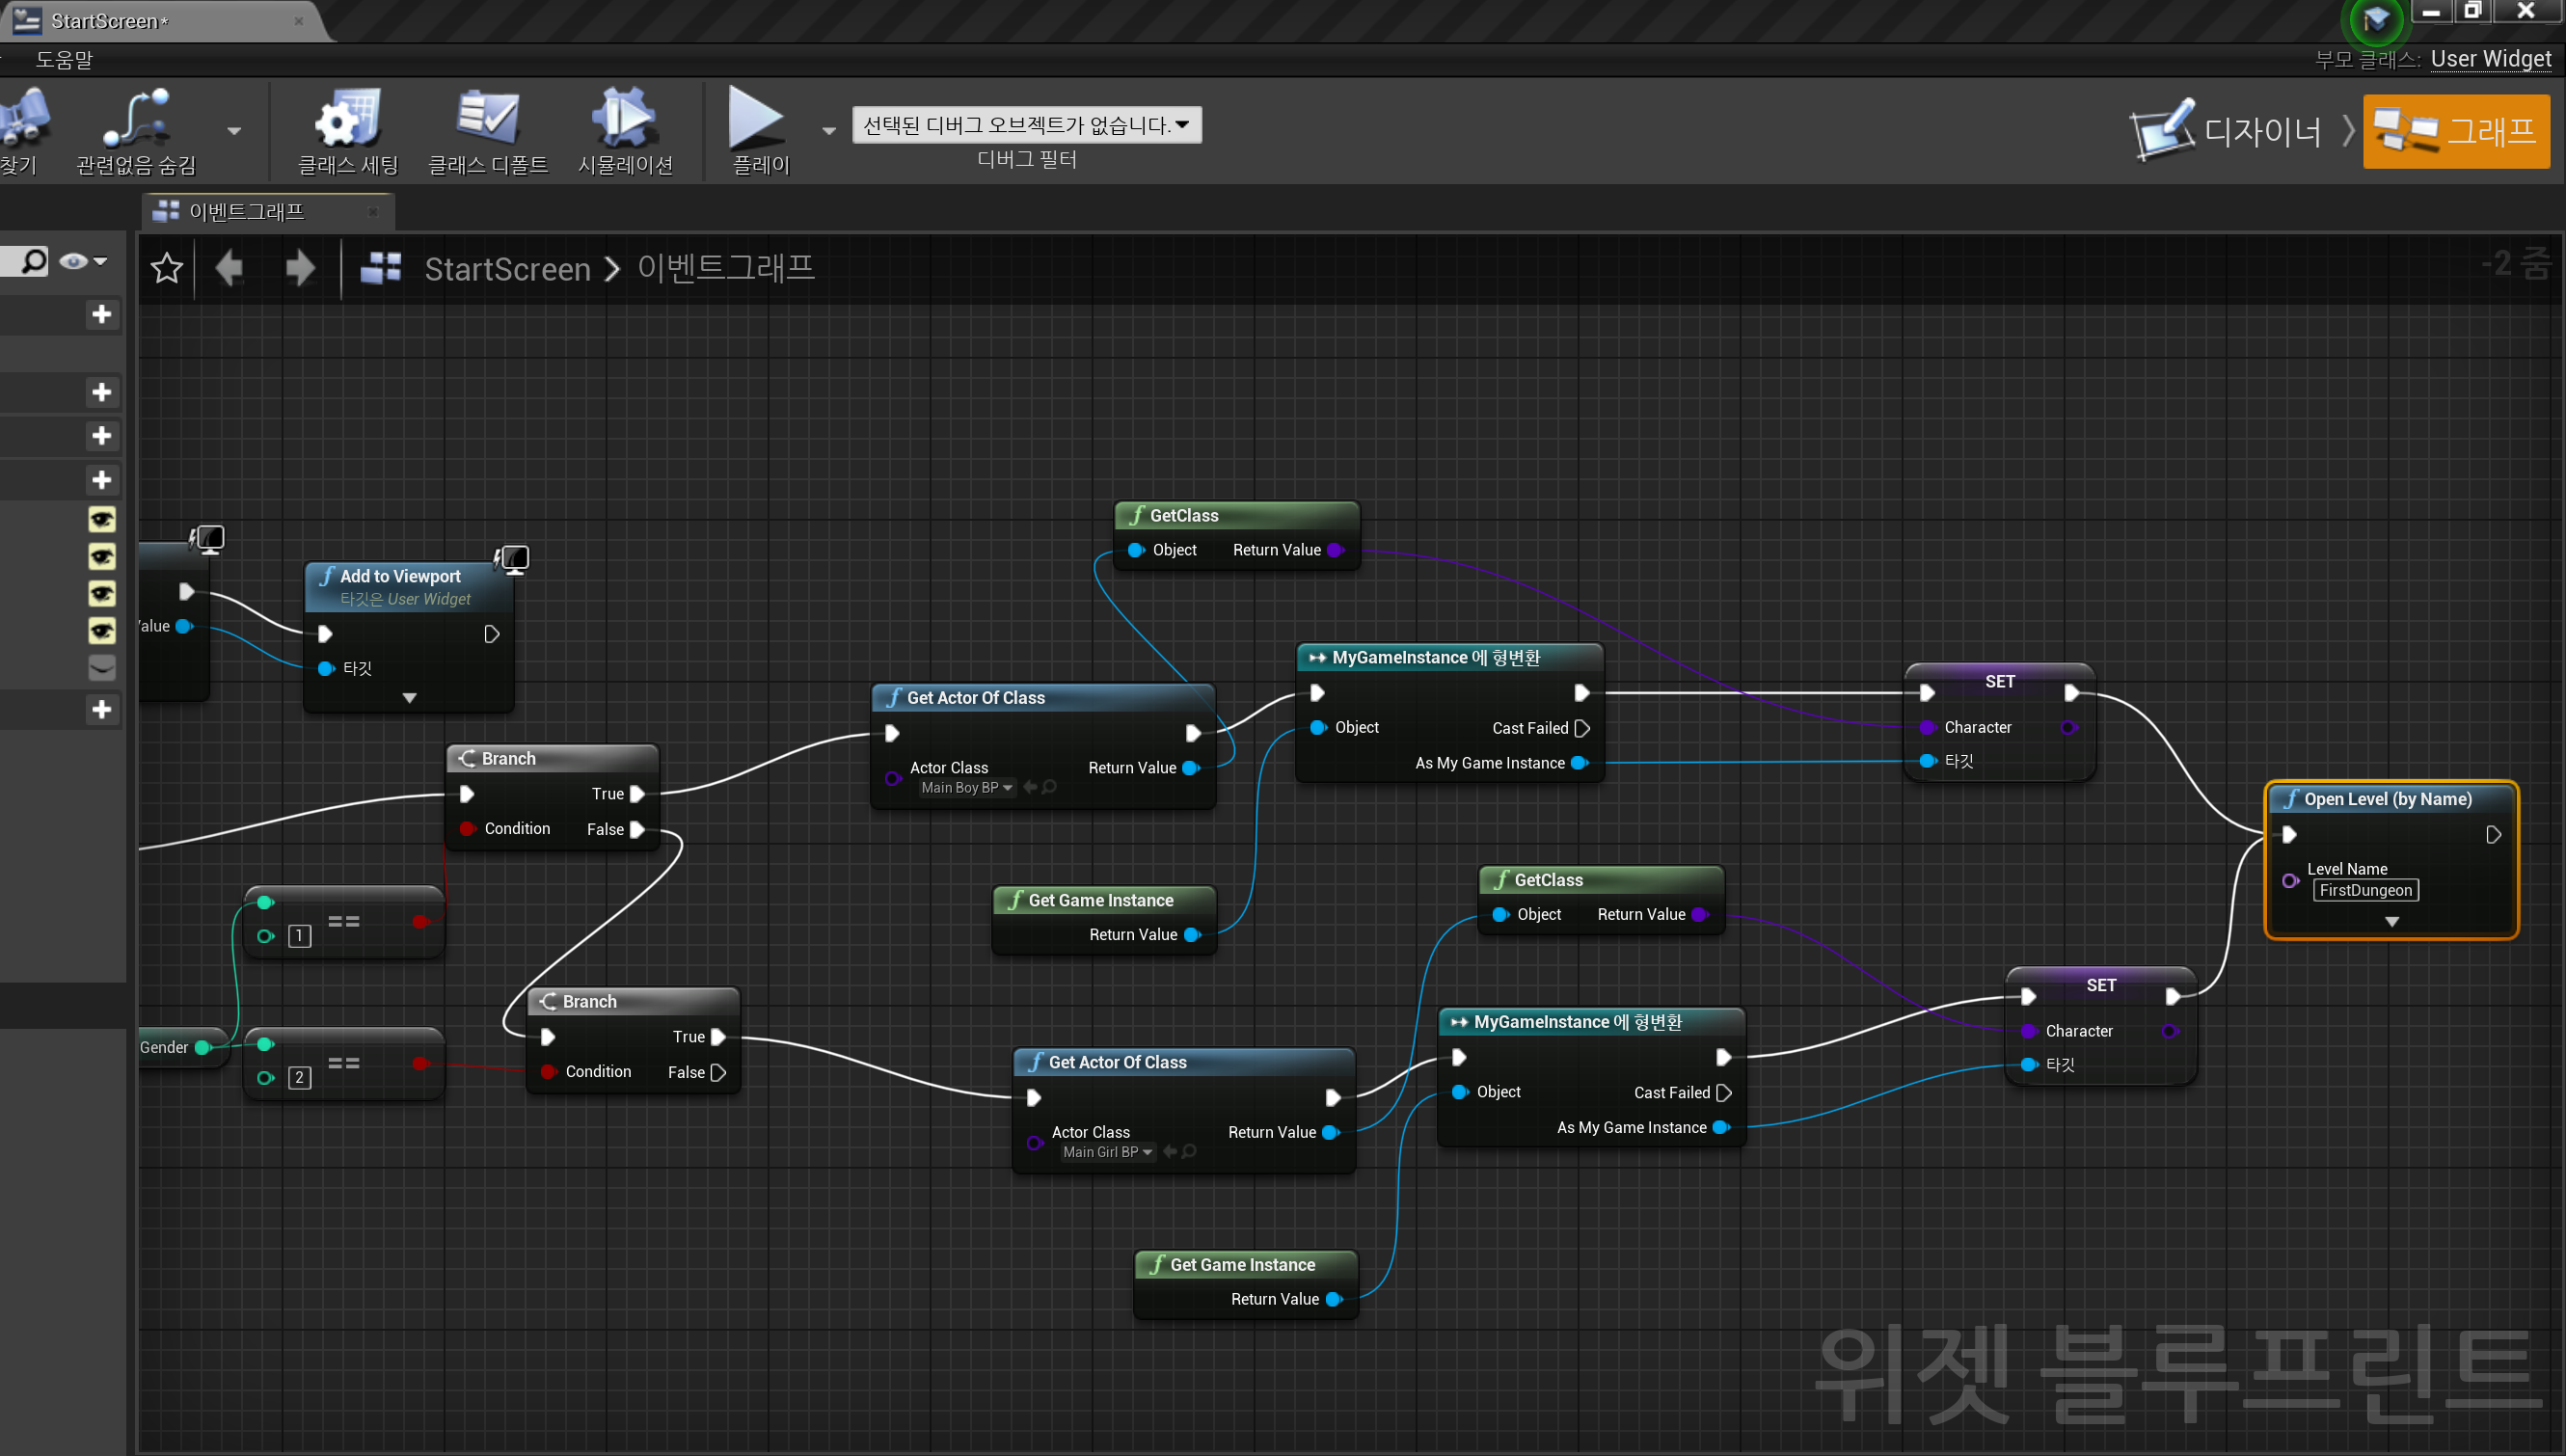 StartScreen*
도움말
부모 클래스: User Widget
찾기
관련없음 숨김
클래스 세팅
클래스 디폴트
시뮬레이션
플레이
선택된 디버그 오브젝트가 없습니다.
디버그 필터
디자이너
그래프
이벤트그래프
StartScreen > 이벤트그래프
-2 줌
GetClass
Object Return Value
Add to Viewport
타깃은 User Widget
타깃
MyGameInstance 에 형변환
Object
Cast Failed
As My Game Instance
SET
Character
타깃
Get Actor Of Class
Actor Class
Main Boy BP
Return Value
Branch
True
Condition False
Open Level (by Name)
Level Name
FirstDungeon
Get Game Instance
Return Value
GetClass
Object Return Value
== 
1
Gender
==
2
Branch
True
Condition False
SET
Character
타깃
MyGameInstance 에 형변환
Object
Cast Failed
As My Game Instance
Get Actor Of Class
Actor Class
Main Girl BP
Return Value
Get Game Instance
Return Value
위젯 블루프린트